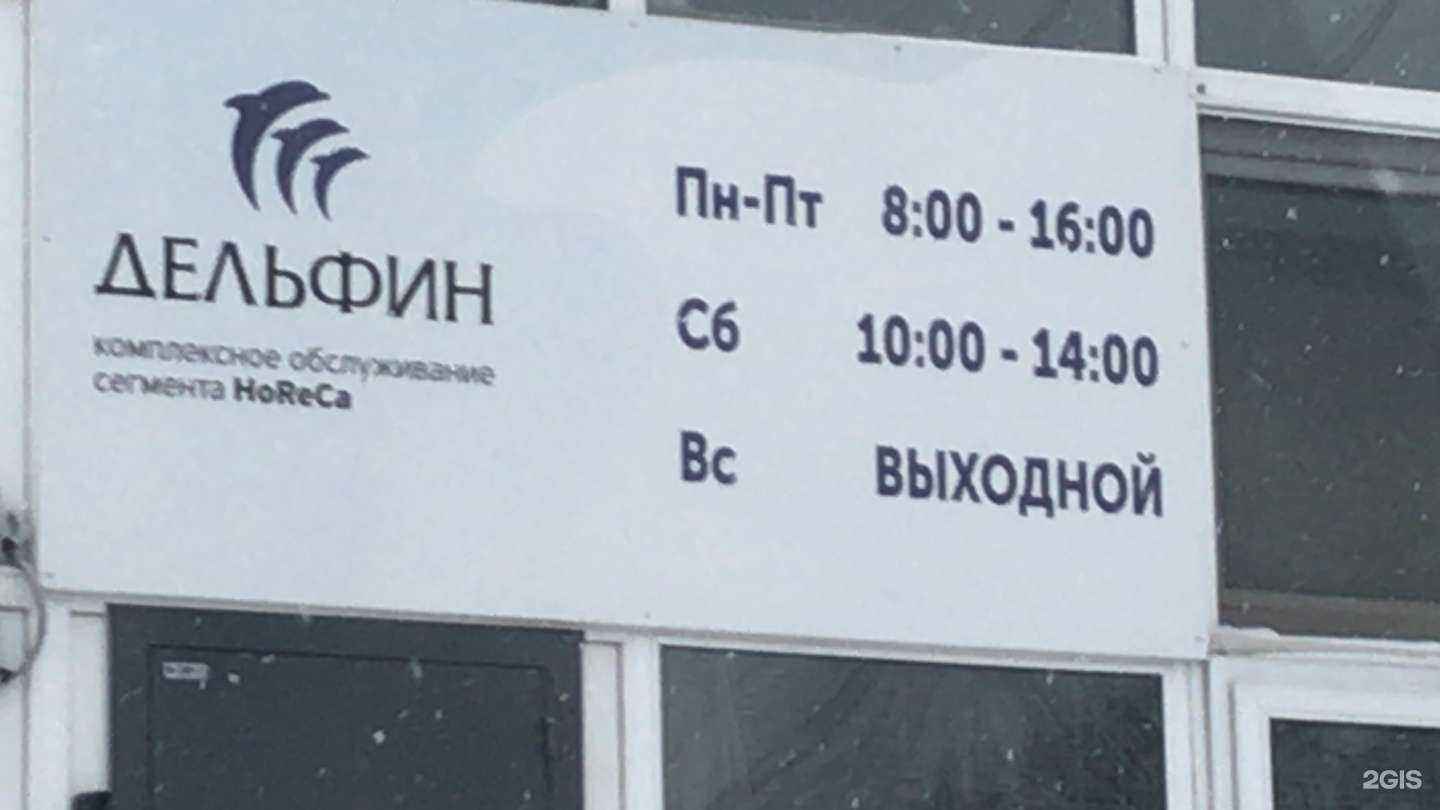 ДЕЛЬФИН
комплексное обслуживание
сегмента HoReCa
Пн-Пт 8:00 - 16:00
Сб 10:00 - 14:00
Вс ВЫХОДНОЙ
2GIS